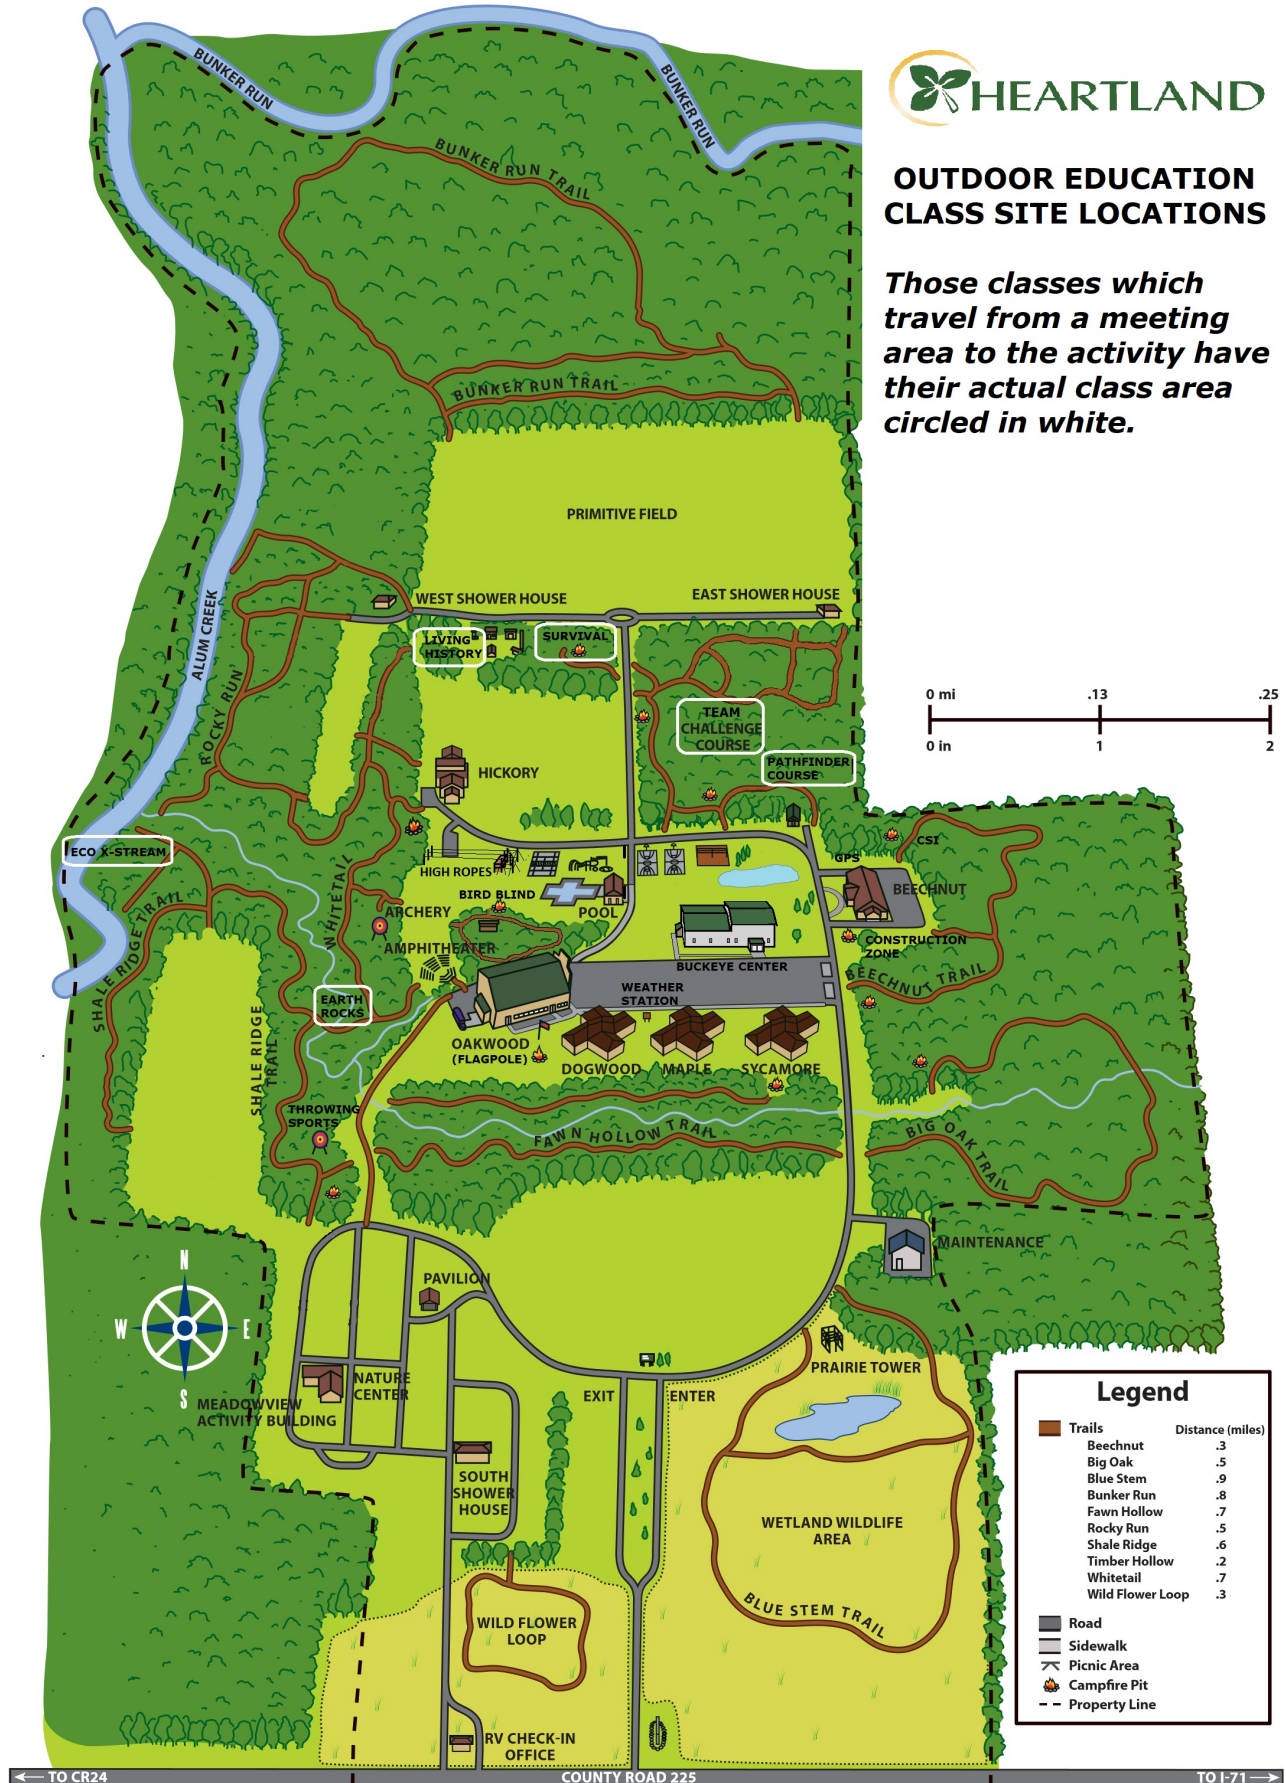 HEARTLAND
OUTDOOR EDUCATION
CLASS SITE LOCATIONS
Those classes which
travel from a meeting
area to the activity have
their actual class area
circled in white.
BUNKER RUN
BUNKER RUN
BUNKER RUN TRAIL
BUNKER RUN TRAIL
PRIMITIVE FIELD
WEST SHOWER HOUSE
EAST SHOWER HOUSE
ALUM CREEK
LIVING
HISTORY
SURVIVAL
ROCKY RUN
TEAM
CHALLENGE
COURSE
PATHFINDER
COURSE
0 mi .13 .25
0 in 1 2
HICKORY
ECO X-STREAM
CSI
GPS
HIGH ROPES
BEECHNUT
BIRD BLIND
POOL
WHITETAIL
ARCHERY
AMPHITHEATER
SHALE RIDGE TRAIL
CONSTRUCTION
ZONE
BUCKEYE CENTER
BEECHNUT TRAIL
WEATHER
STATION
EARTH
ROCKS
OAKWOOD
(FLAGPOLE)
DOGWOOD
MAPLE
SYCAMORE
SHALE RIDGE
TRAIL
THROWING
SPORTS
FAWN HOLLOW TRAIL
BIG OAK TRAIL
MAINTENANCE
N
W
E
S
PAVILION
PRAIRIE TOWER
NATURE
CENTER
MEADOWVIEW
ACTIVITY BUILDING
EXIT
ENTER
SOUTH
SHOWER
HOUSE
WETLAND WILDLIFE
AREA
BLUE STEM TRAIL
WILD FLOWER
LOOP
RV CHECK-IN
OFFICE
Legend
Trails Distance (miles)
Beechnut .3
Big Oak .5
Blue Stem .9
Bunker Run .8
Fawn Hollow .7
Rocky Run .5
Shale Ridge .6
Timber Hollow .2
Whitetail .7
Wild Flower Loop .3
Road
Sidewalk
Picnic Area
Campfire Pit
Property Line
TO CR24
COUNTY ROAD 225
TO I-71